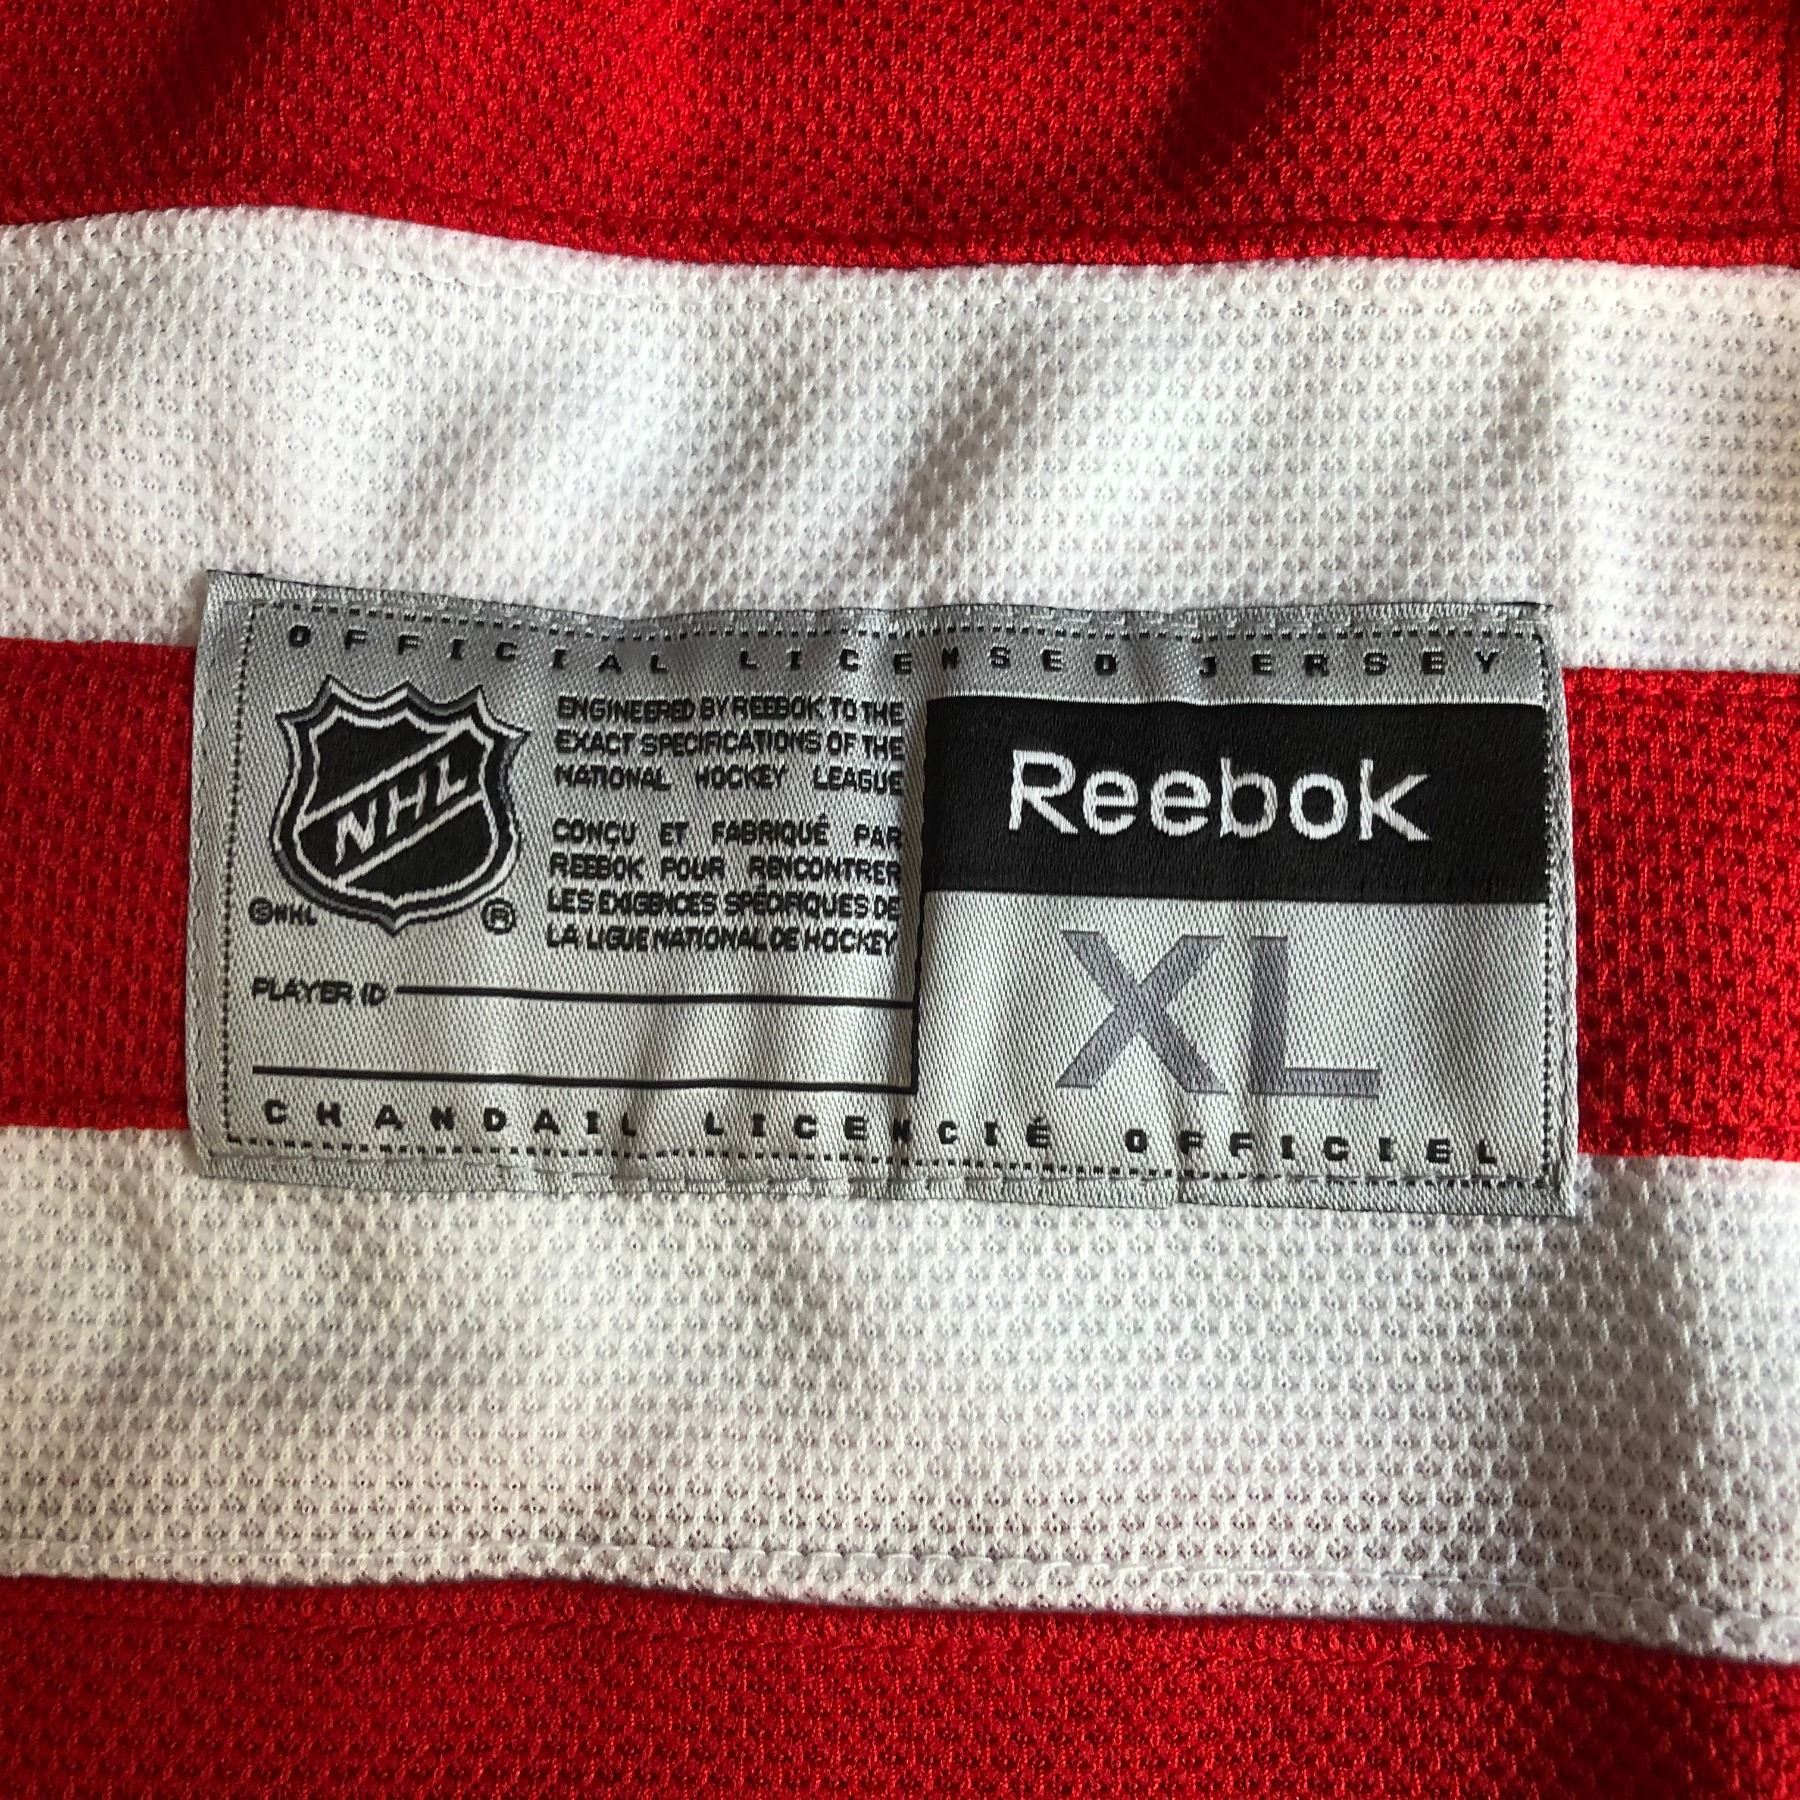 OFFICIAL LICENSED JERSEY
NHL
©NHL
®
ENGINEERED BY REEBOK TO THE
EXACT SPECIFICATIONS OF THE
NATIONAL HOCKEY LEAGUE
CONÇU ET FABRIQUÉ PAR
REEBOK POUR RENCONTRER
LES EXIGENCES SPÉCIFIQUES DE
LA LIGUE NATIONAL DE HOCKEY
PLAYER ID
Reebok
XL
CHANDAIL LICENCIÉ OFFICIEL